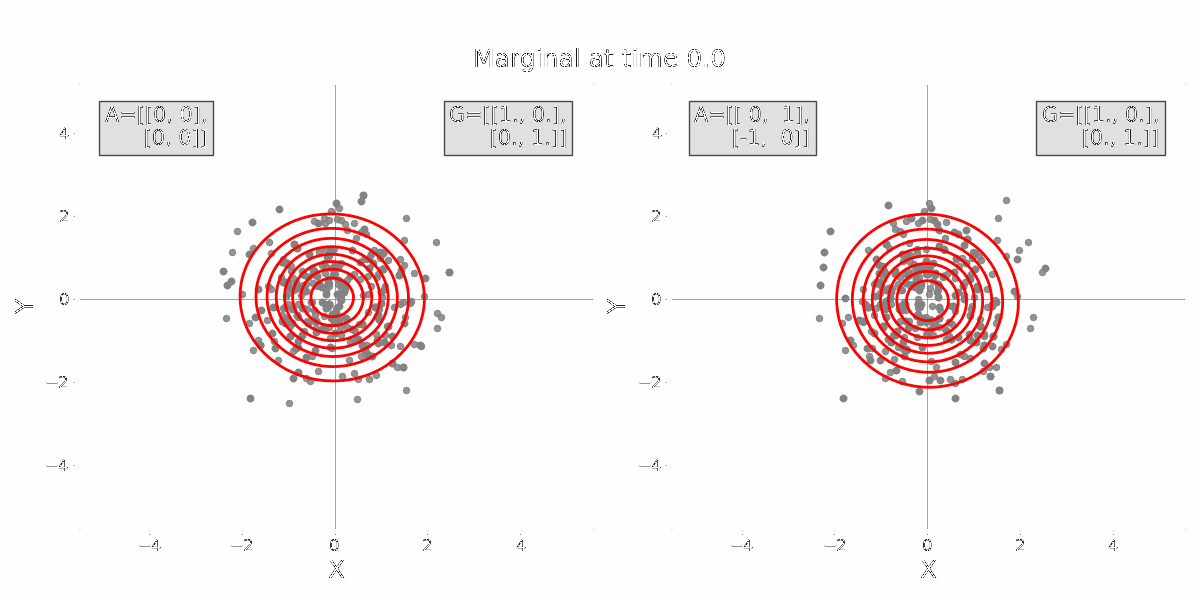 Marginal at time 0.0
A=[[0, 0],
[0, 0]]
G=[[1., 0.],
[0., 1.]]
4
2
0
−2
−4
Y
−4
−2
0
2
4
X
A=[[ 0, 1],
[-1, 0]]
G=[[1., 0.],
[0., 1.]]
4
2
0
−2
−4
Y
−4
−2
0
2
4
X